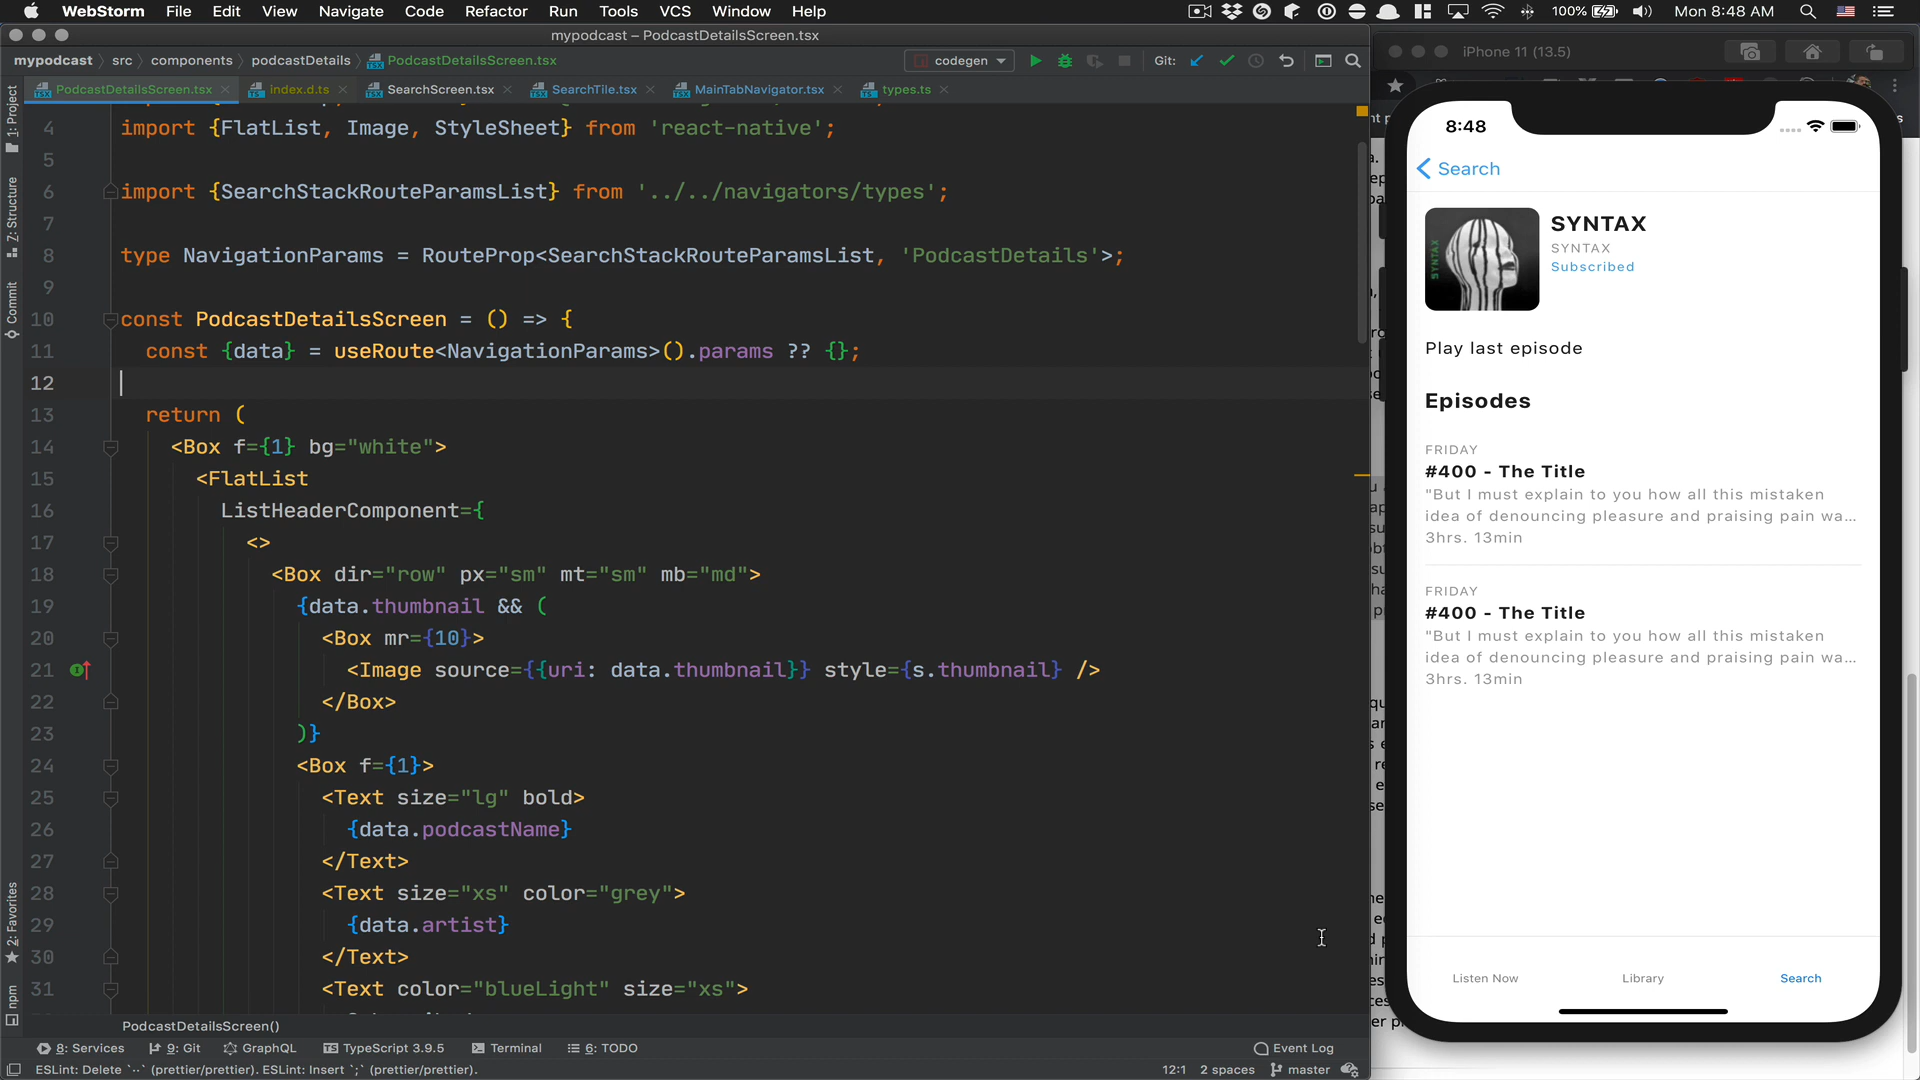 WebStorm File Edit View Navigate Code Refactor Run Tools VCS Window Help 100% Mon 8:48 AM
mypodcast – PodcastDetailsScreen.tsx
mypodcast src components podcastDetails PodcastDetailsScreen.tsx codegen Git:
PodcastDetailsScreen.tsx index.d.ts SearchScreen.tsx SearchTile.tsx MainTabNavigator.tsx types.ts
1: Project
Z: Structure
Commit
2: Favorites
npm
4 import {FlatList, Image, StyleSheet} from 'react-native';
5
6 import {SearchStackRouteParamsList} from '../../navigators/types';
7
8 type NavigationParams = RouteProp<SearchStackRouteParamsList, 'PodcastDetails'>;
9
10 const PodcastDetailsScreen = () => {
11 const {data} = useRoute<NavigationParams>().params ?? {};
12
13 return (
14 <Box f={1} bg="white">
15 <FlatList
16 ListHeaderComponent={
17 <>
18 <Box dir="row" px="sm" mt="sm" mb="md">
19 {data.thumbnail && (
20 <Box mr={10}>
21 <Image source={{uri: data.thumbnail}} style={s.thumbnail} />
22 </Box>
23 )}
24 <Box f={1}>
25 <Text size="lg" bold>
26 {data.podcastName}
27 </Text>
28 <Text size="xs" color="grey">
29 {data.artist}
30 </Text>
31 <Text color="blueLight" size="xs">
PodcastDetailsScreen()
8: Services 9: Git GraphQL TypeScript 3.9.5 Terminal 6: TODO Event Log
ESLint: Delete `··` (prettier/prettier). ESLint: Insert `;` (prettier/prettier). 12:1 2 spaces master
iPhone 11 (13.5)
8:48
Search
SYNTAX
SYNTAX
SYNTAX
Subscribed
Play last episode
Episodes
FRIDAY
#400 - The Title
"But I must explain to you how all this mistaken
idea of denouncing pleasure and praising pain wa...
3hrs. 13min
FRIDAY
#400 - The Title
"But I must explain to you how all this mistaken
idea of denouncing pleasure and praising pain wa...
3hrs. 13min
Listen Now Library Search